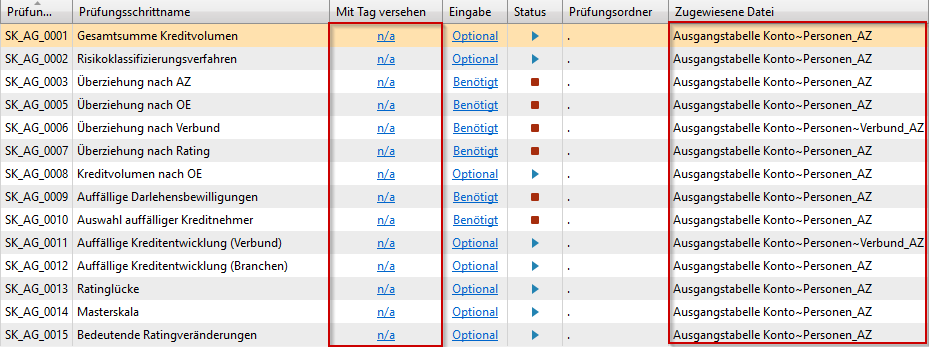 Prüfun... Prüfungsschrittname Mit Tag versehen Eingabe Status Prüfungsordner Zugewiesene Datei
SK_AG_0001 Gesamtsumme Kreditvolumen n/a Optional . Ausgangstabelle Konto~Personen_AZ
SK_AG_0002 Risikoklassifizierungsverfahren n/a Optional . Ausgangstabelle Konto~Personen_AZ
SK_AG_0003 Überziehung nach AZ n/a Benötigt . Ausgangstabelle Konto~Personen_AZ
SK_AG_0005 Überziehung nach OE n/a Benötigt . Ausgangstabelle Konto~Personen_AZ
SK_AG_0006 Überziehung nach Verbund n/a Benötigt . Ausgangstabelle Konto~Personen~Verbund_AZ
SK_AG_0007 Überziehung nach Rating n/a Benötigt . Ausgangstabelle Konto~Personen_AZ
SK_AG_0008 Kreditvolumen nach OE n/a Optional . Ausgangstabelle Konto~Personen_AZ
SK_AG_0009 Auffällige Darlehensbewilligungen n/a Benötigt . Ausgangstabelle Konto~Personen_AZ
SK_AG_0010 Auswahl auffälliger Kreditnehmer n/a Benötigt . Ausgangstabelle Konto~Personen_AZ
SK_AG_0011 Auffällige Kreditentwicklung (Verbund) n/a Optional . Ausgangstabelle Konto~Personen~Verbund_AZ
SK_AG_0012 Auffällige Kreditentwicklung (Branchen) n/a Optional . Ausgangstabelle Konto~Personen_AZ
SK_AG_0013 Ratinglücke n/a Optional . Ausgangstabelle Konto~Personen_AZ
SK_AG_0014 Masterskala n/a Optional . Ausgangstabelle Konto~Personen_AZ
SK_AG_0015 Bedeutende Ratingveränderungen n/a Optional . Ausgangstabelle Konto~Personen_AZ